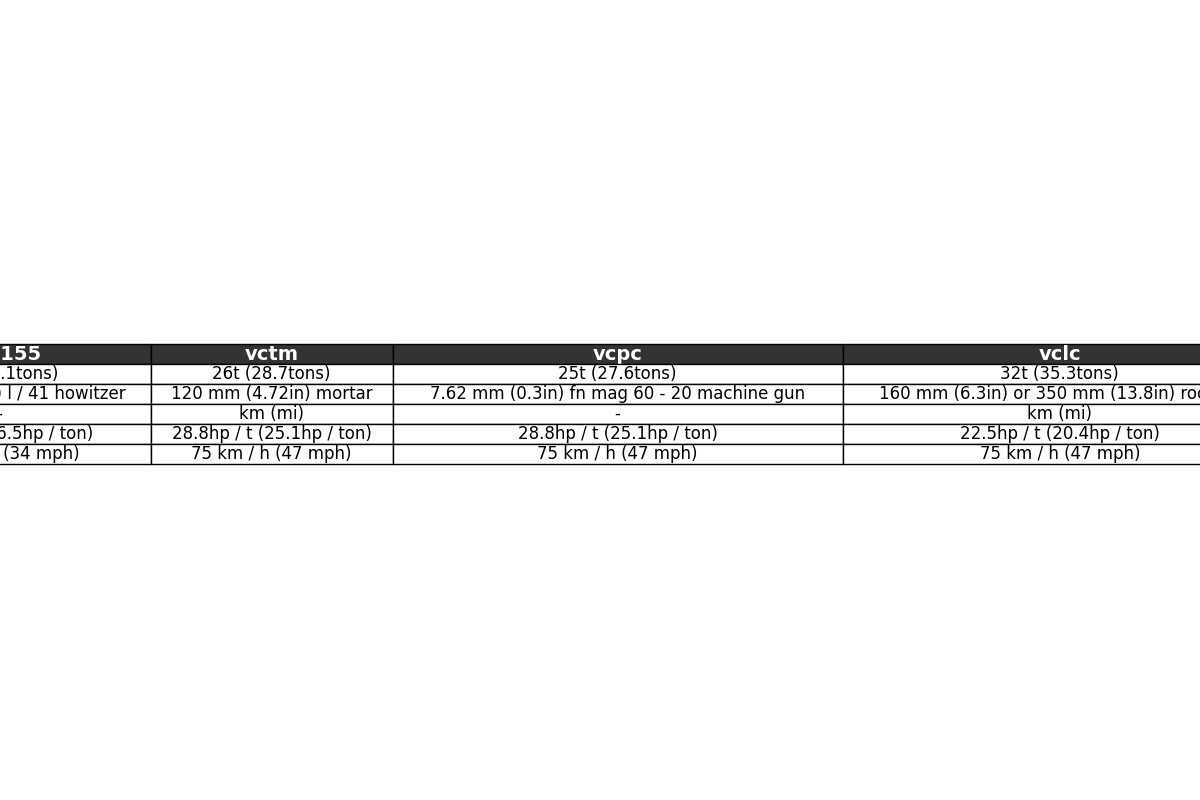 155 vctm vcpc vclc
.1tons) 26t (28.7tons) 25t (27.6tons) 32t (35.3tons)
l / 41 howitzer 120 mm (4.72in) mortar 7.62 mm (0.3in) fn mag 60 - 20 machine gun 160 mm (6.3in) or 350 mm (13.8in)
- km (mi) - km (mi)
6.5hp / ton) 28.8hp / t (25.1hp / ton) 28.8hp / t (25.1hp / ton) 22.5hp / t (20.4hp / ton)
(34 mph) 75 km / h (47 mph) 75 km / h (47 mph) 75 km / h (47 mph)